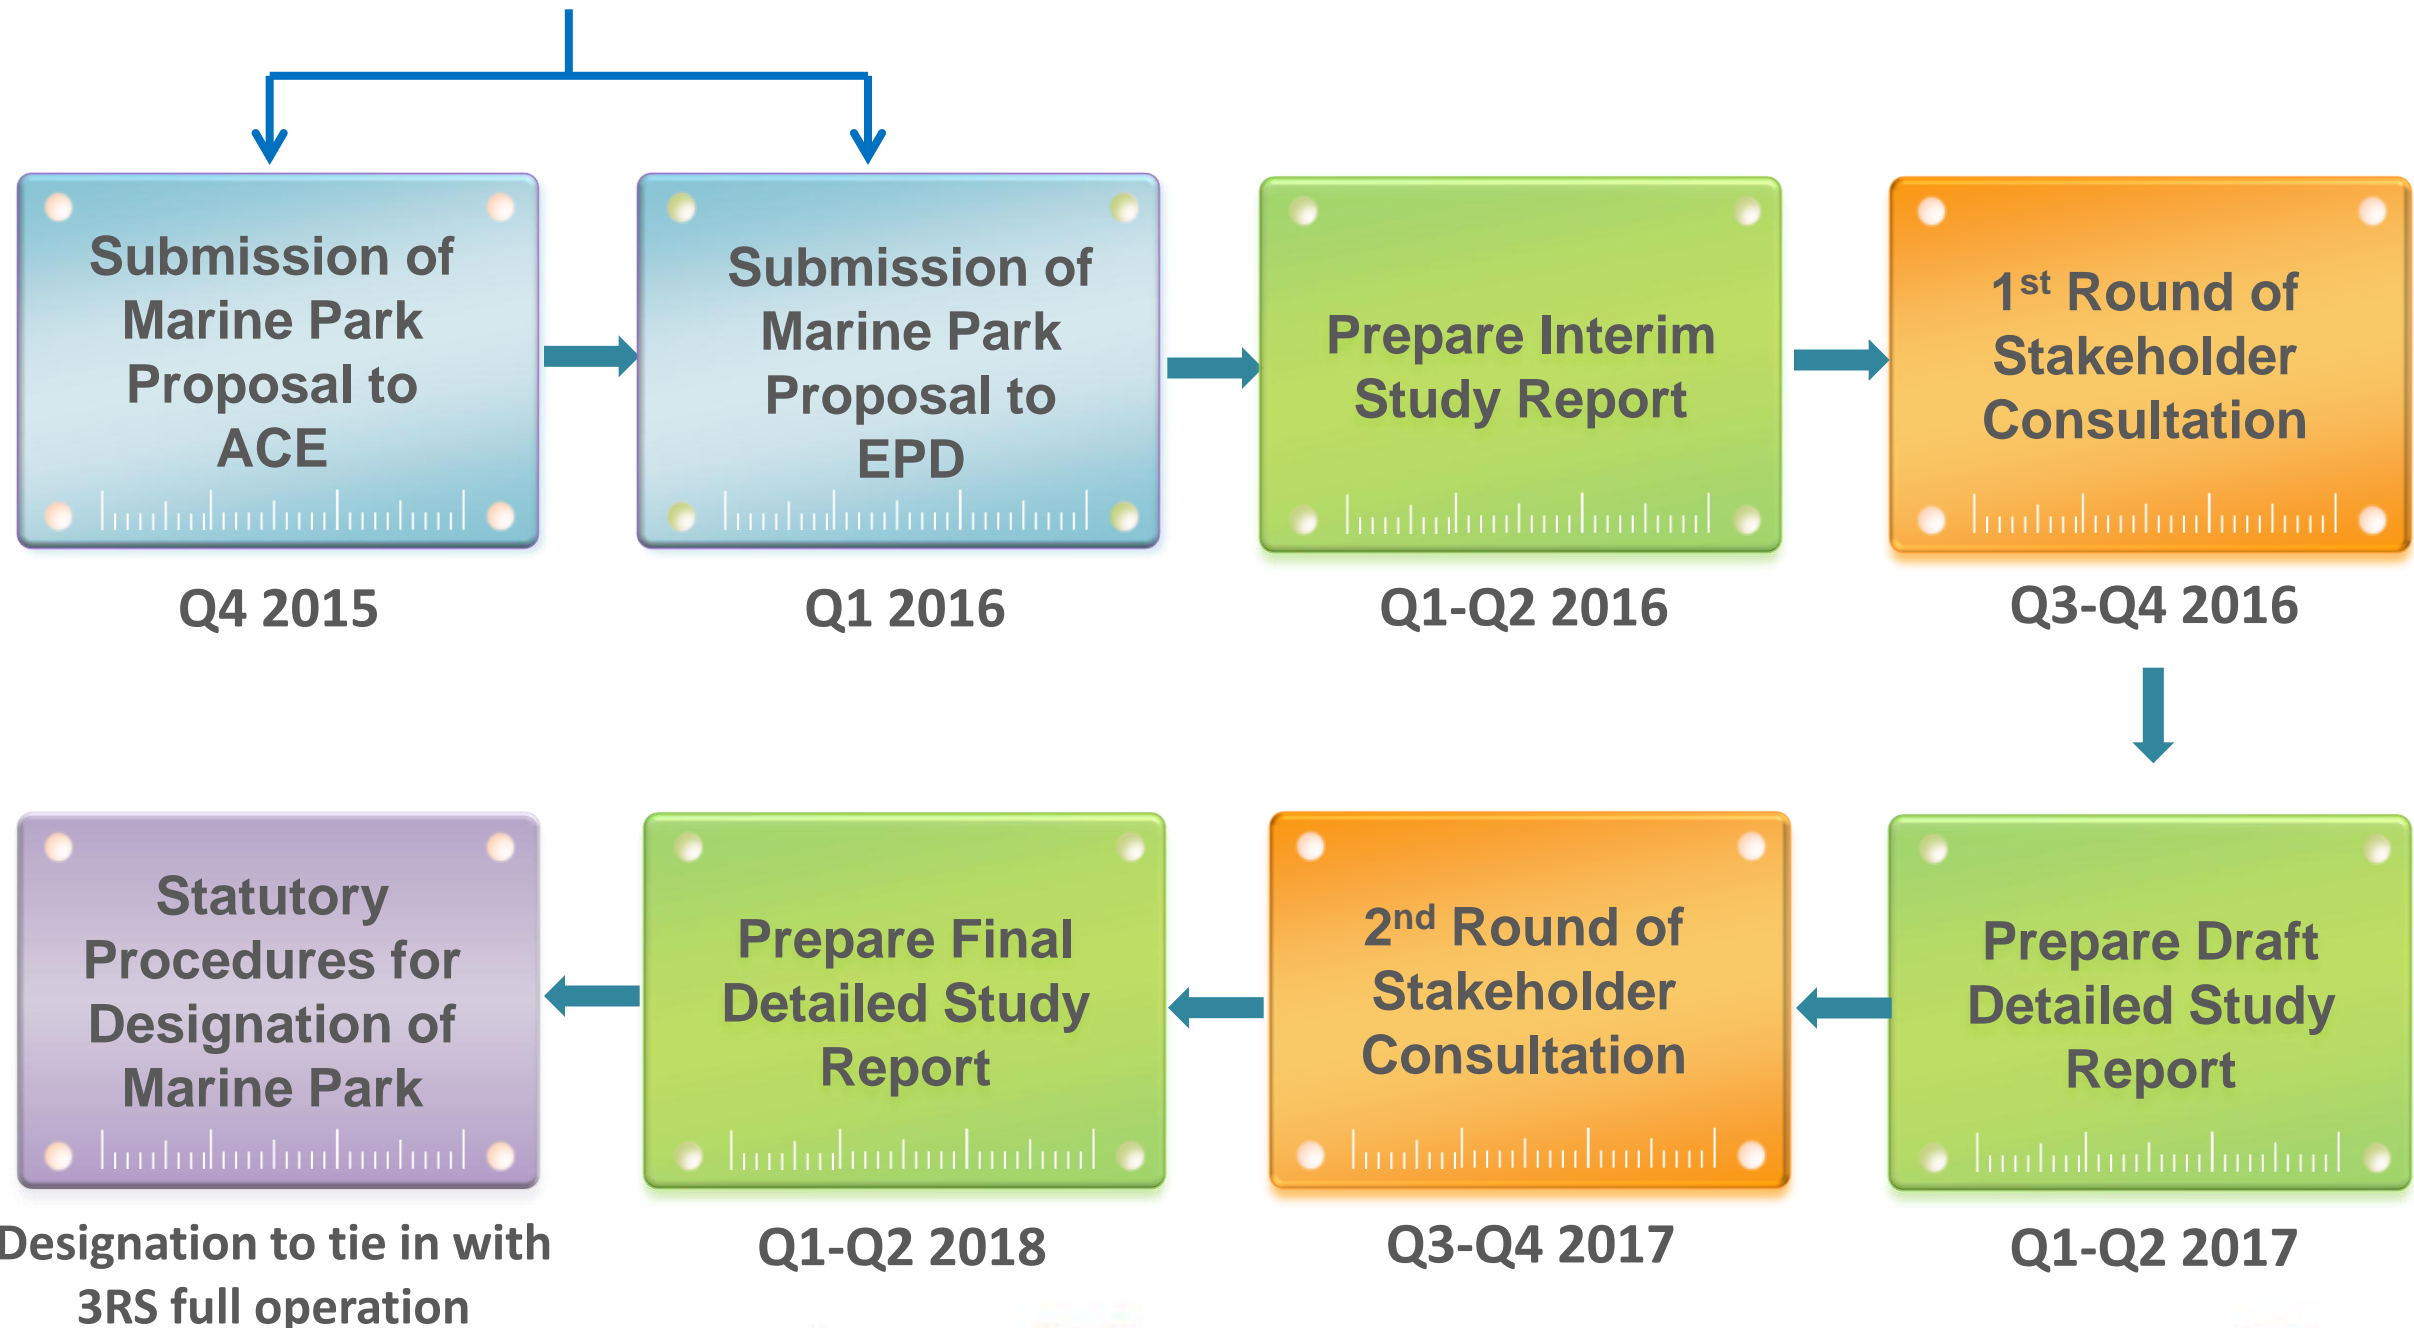 Submission of
Marine Park
Proposal to
ACE
Q4 2015
Submission of
Marine Park
Proposal to
EPD
Q1 2016
Prepare Interim
Study Report
Q1-Q2 2016
1st Round of
Stakeholder
Consultation
Q3-Q4 2016
Prepare Draft
Detailed Study
Report
Q1-Q2 2017
2nd Round of
Stakeholder
Consultation
Q3-Q4 2017
Prepare Final
Detailed Study
Report
Q1-Q2 2018
Statutory
Procedures for
Designation of
Marine Park
Designation to tie in with
3RS full operation